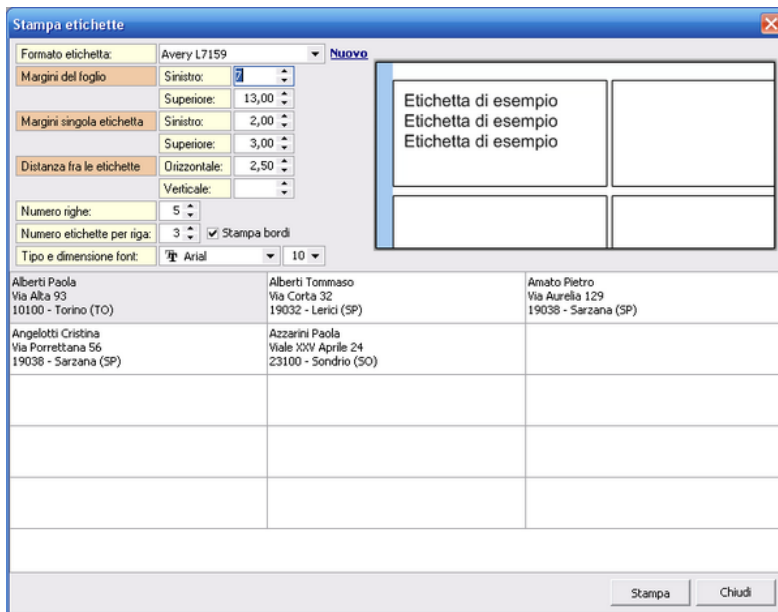 Stampa etichette
Formato etichetta: Avery L7159 Nuovo
Margini del foglio Sinistro: 7
Superiore: 13,00
Margini singola etichetta Sinistro: 2,00
Superiore: 3,00
Distanza fra le etichette Orizzontale: 2,50
Verticale:
Numero righe: 5
Numero etichette per riga: 3 Stampa bordi
Tipo e dimensione font: Arial 10
Etichetta di esempio
Etichetta di esempio
Etichetta di esempio
Alberti Paola
Via Alta 93
10100 - Torino (TO)
Alberti Tommaso
Via Corta 32
19032 - Lerici (SP)
Amato Pietro
Via Aurelia 129
19038 - Sarzana (SP)
Angelotti Cristina
Via Porrettana 56
19038 - Sarzana (SP)
Azzarini Paola
Viale XXV Aprile 24
23100 - Sondrio (SO)
Stampa Chiudi